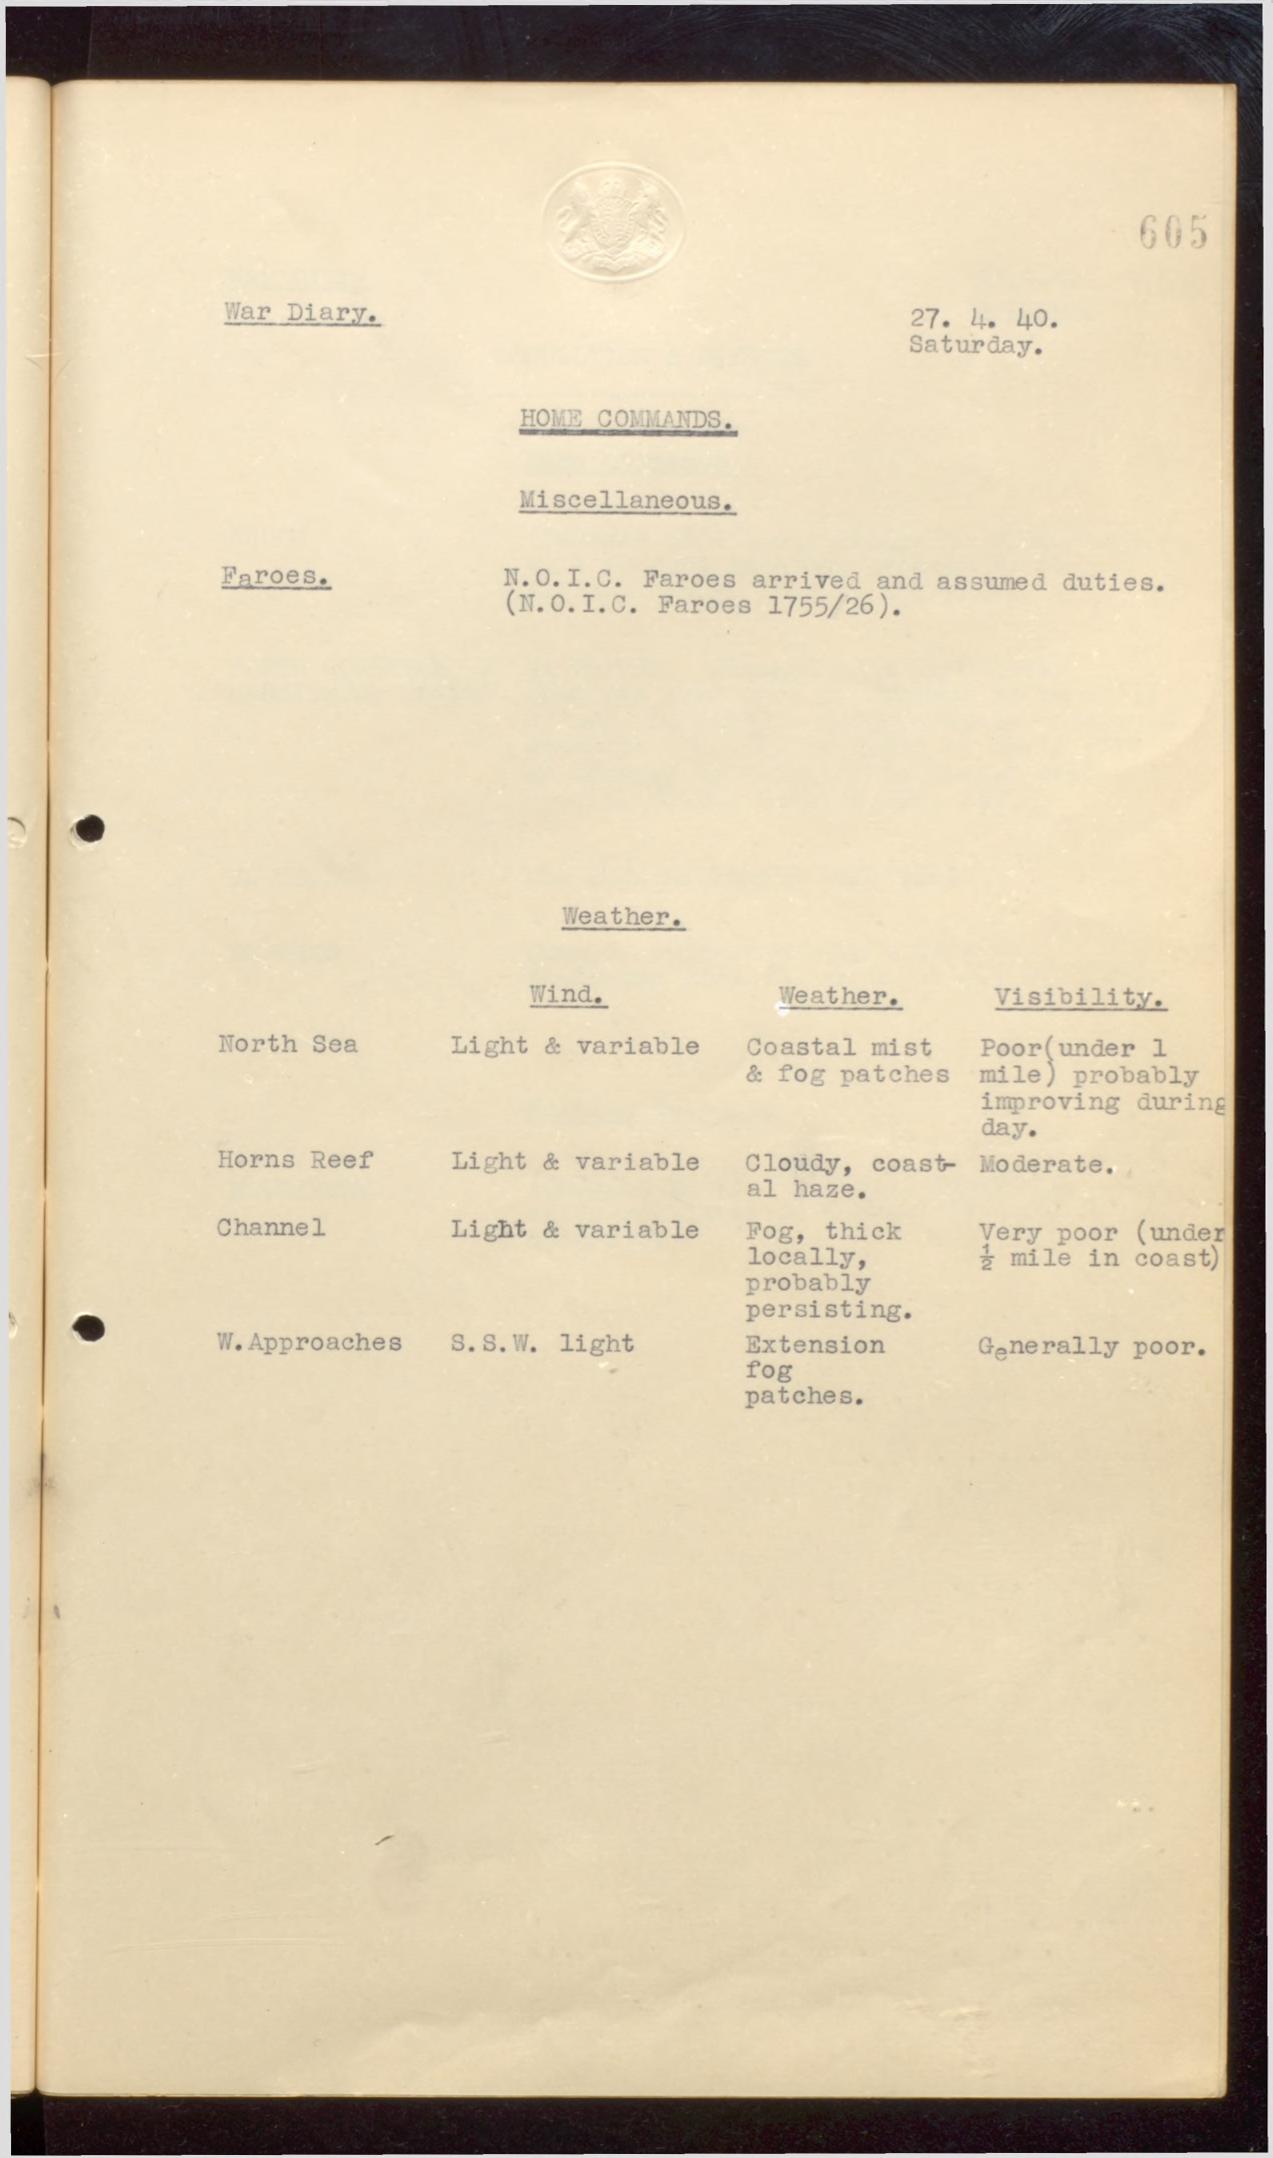 605
War Diary.
27. 4. 40.
Saturday.
HOME COMMANDS.
Miscellaneous.
Faroes.
N.O.I.C. Faroes arrived and assumed duties.
(N.O.I.C. Faroes 1755/26).
Weather.
Wind. Weather. Visibility.
North Sea Light & variable Coastal mist Poor(under 1
& fog patches mile) probably
improving during
day.
Horns Reef Light & variable Cloudy, coast- Moderate.
al haze.
Channel Light & variable Fog, thick Very poor (under
locally, ½ mile in coast)
probably
persisting.
W.Approaches S.S.W. light Extension Generally poor.
fog
patches.